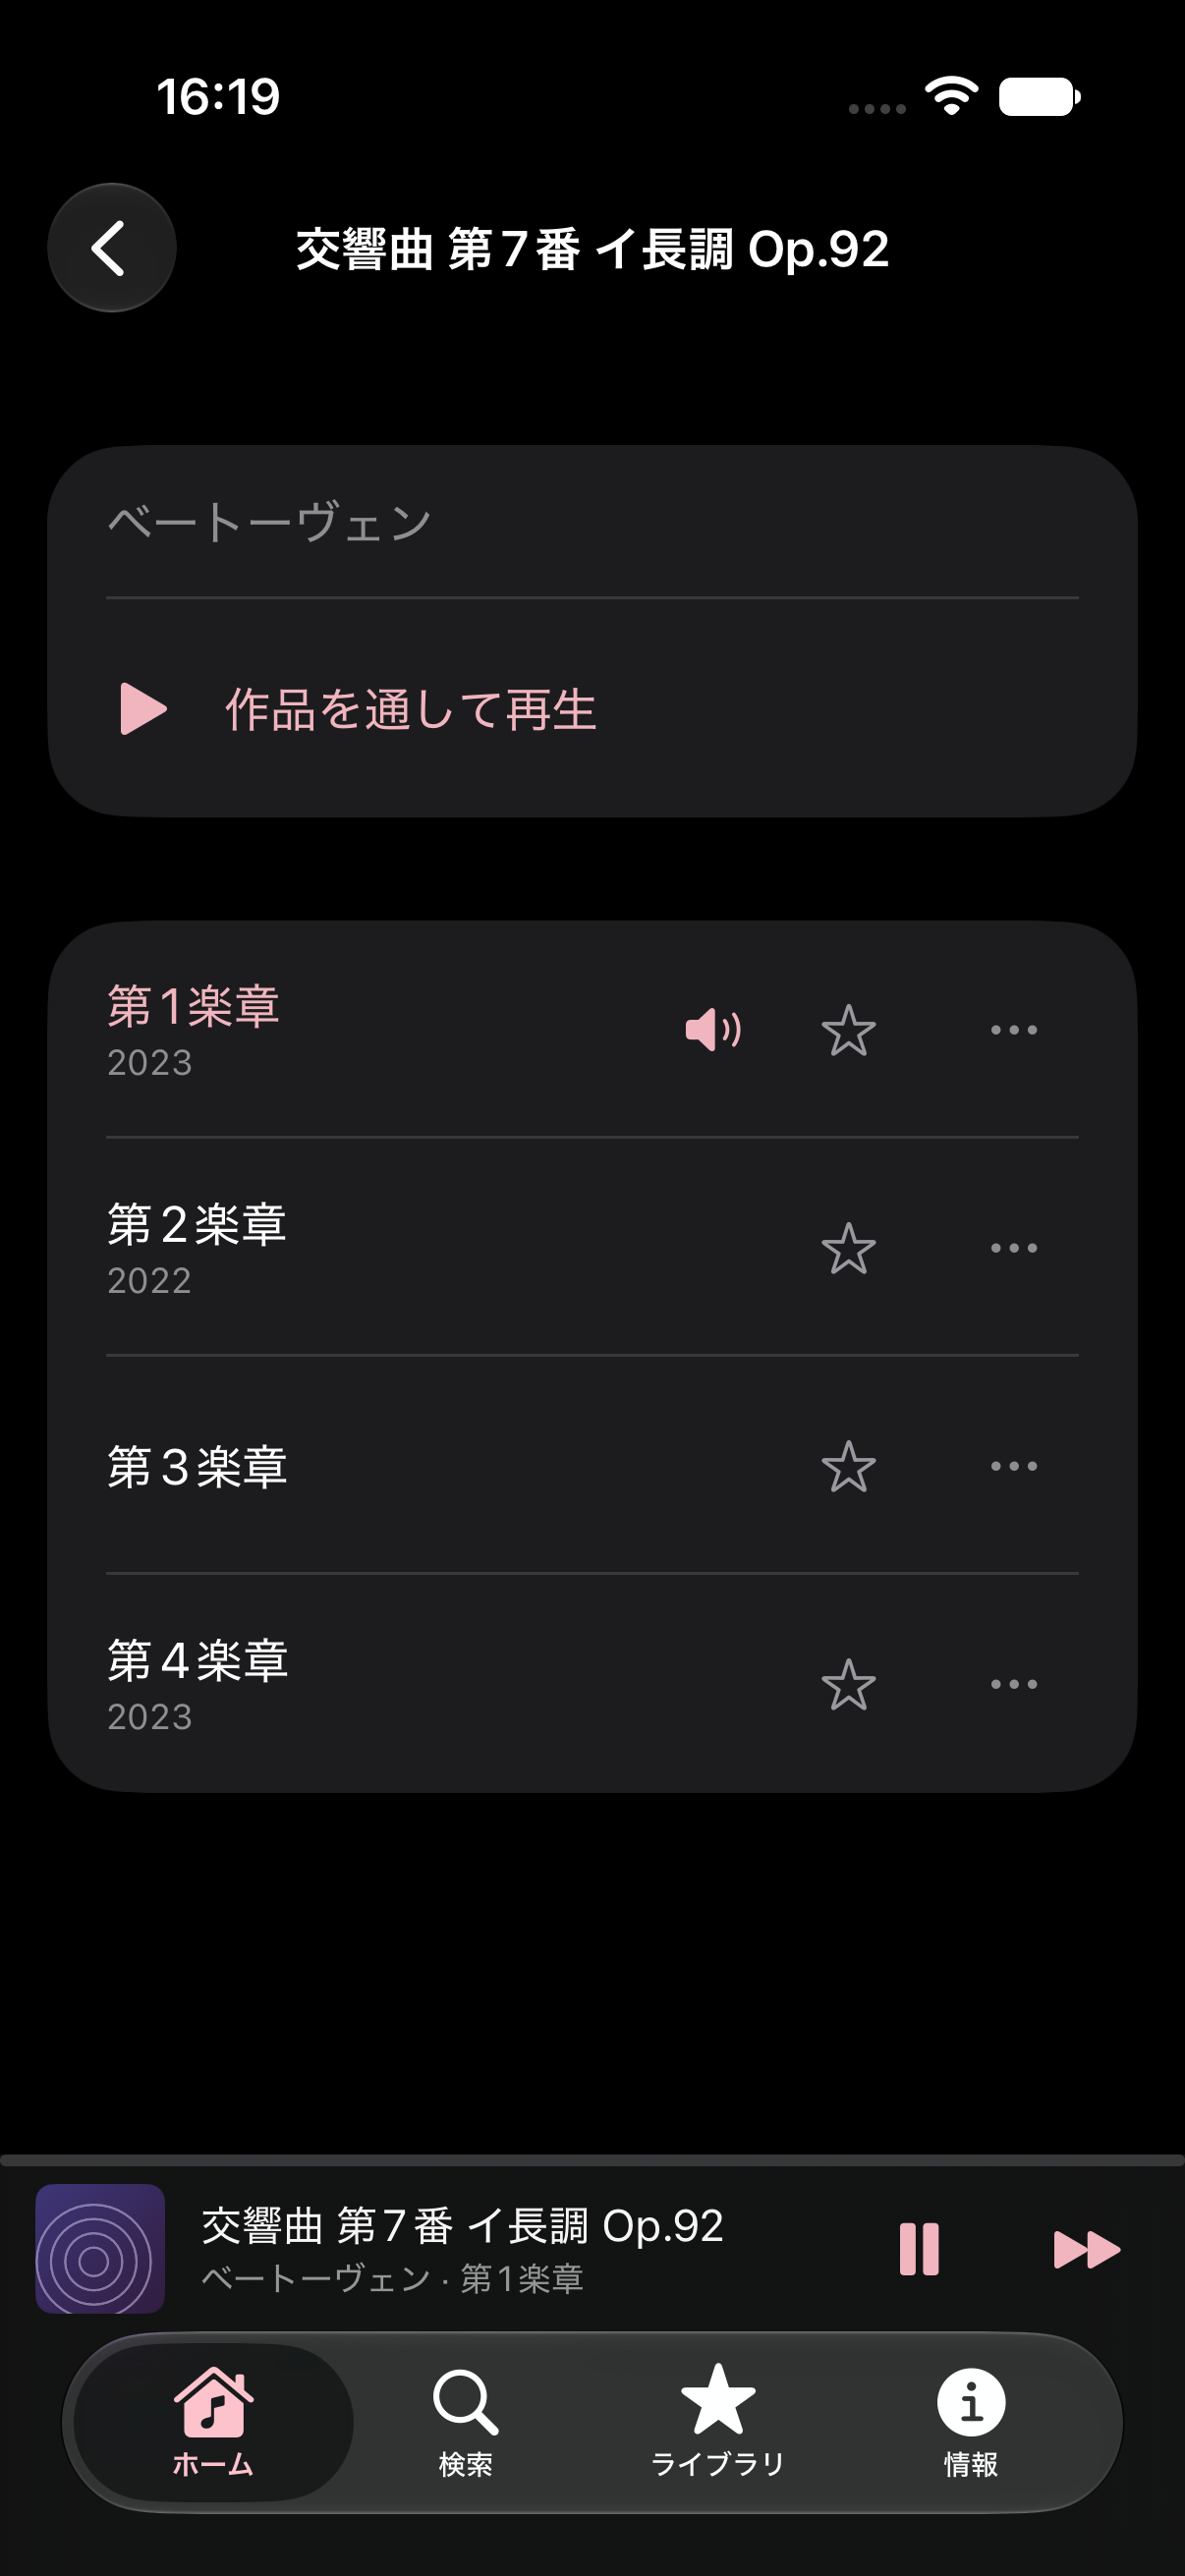 16:19
交響曲 第7番 イ長調 Op.92
ベートーヴェン
作品を通して再生
第1楽章
2023
第2楽章
2022
第3楽章
第4楽章
2023
交響曲 第7番 イ長調 Op.92
ベートーヴェン · 第1楽章
ホーム
検索
ライブラリ
情報